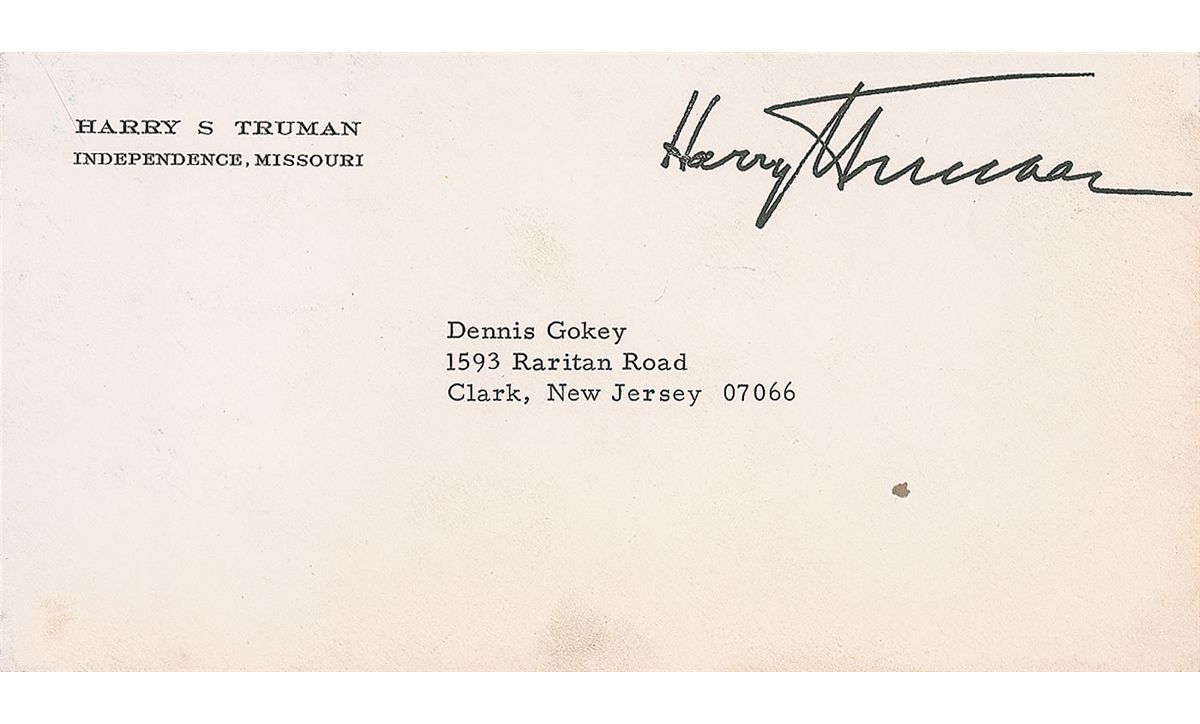 HARRY S TRUMAN
INDEPENDENCE, MISSOURI
Harry Truman
Dennis Gokey
1593 Raritan Road
Clark, New Jersey 07066